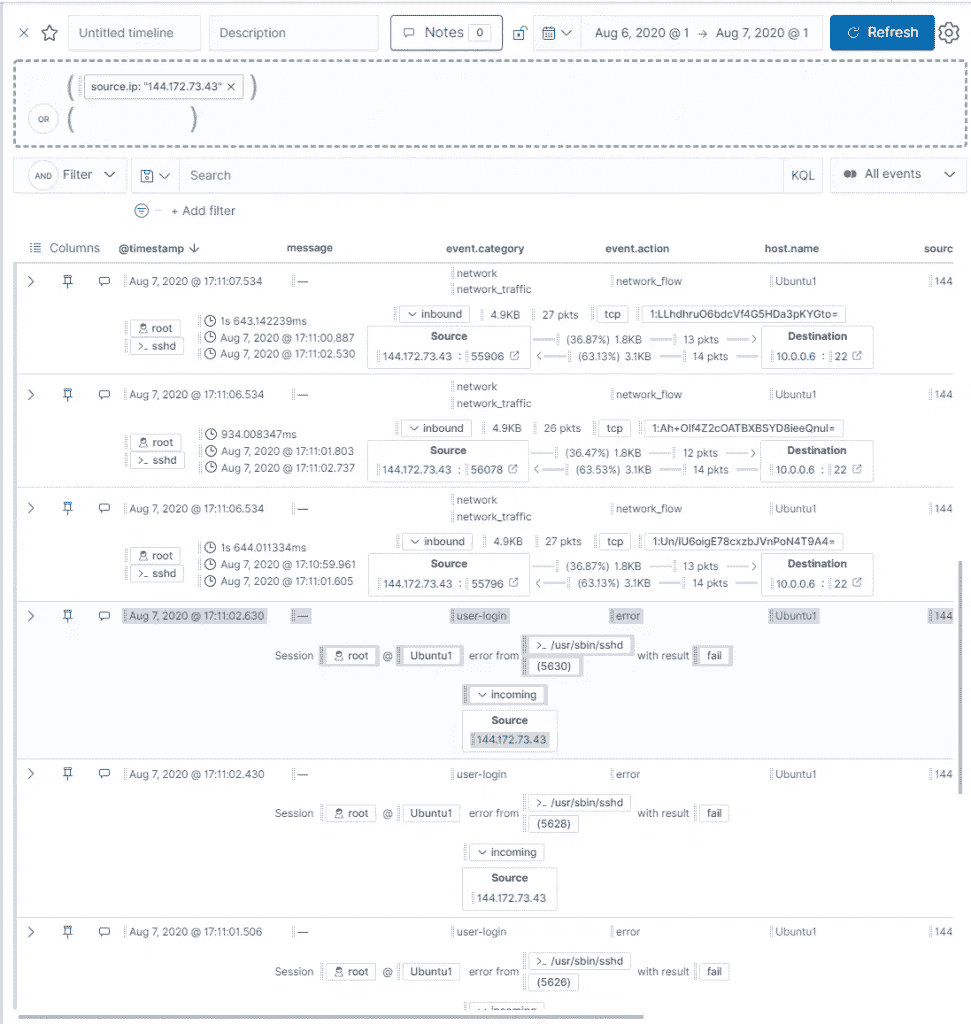 Untitled timeline Description Notes 0 Aug 6, 2020 @ 1 → Aug 7, 2020 @ 1 Refresh
( source.ip: "144.172.73.43" × )
OR ( )
AND Filter Search KQL All events
+ Add filter
Columns @timestamp ↓ message event.category event.action host.name sourc
Aug 7, 2020 @ 17:11:07.534 — network network_flow Ubuntu1 144
network_traffic
inbound 4.9KB 27 pkts tcp 1:LLhdhruO6bdcVf4G5HDa3pKYGto=
root 1s 643.142239ms
Aug 7, 2020 @ 17:11:00.887 Source (36.87%) 1.8KB 13 pkts Destination
>_ sshd Aug 7, 2020 @ 17:11:02.530 144.172.73.43 : 55906 (63.13%) 3.1KB 14 pkts 10.0.0.6 : 22
Aug 7, 2020 @ 17:11:06.534 — network network_flow Ubuntu1 144
network_traffic
inbound 4.9KB 26 pkts tcp 1:Ah+Olf4Z2cOATBXBSYD8ieeQnuI=
root 934.008347ms
Aug 7, 2020 @ 17:11:01.803 Source (36.47%) 1.8KB 12 pkts Destination
>_ sshd Aug 7, 2020 @ 17:11:02.737 144.172.73.43 : 56078 (63.53%) 3.1KB 14 pkts 10.0.0.6 : 22
Aug 7, 2020 @ 17:11:06.534 — network network_flow Ubuntu1 144
network_traffic
inbound 4.9KB 27 pkts tcp 1:Un/IU6oigE78cxzbJVnPoN4T9A4=
root 1s 644.011334ms
Aug 7, 2020 @ 17:10:59.961 Source (36.87%) 1.8KB 13 pkts Destination
>_ sshd Aug 7, 2020 @ 17:11:01.605 144.172.73.43 : 55796 (63.13%) 3.1KB 14 pkts 10.0.0.6 : 22
Aug 7, 2020 @ 17:11:02.630 — user-login error Ubuntu1 144
Session root @ Ubuntu1 error from >_ /usr/sbin/sshd (5630) with result fail
incoming
Source
144.172.73.43
Aug 7, 2020 @ 17:11:02.430 — user-login error Ubuntu1 144
Session root @ Ubuntu1 error from >_ /usr/sbin/sshd (5628) with result fail
incoming
Source
144.172.73.43
Aug 7, 2020 @ 17:11:01.506 — user-login error Ubuntu1 144
Session root @ Ubuntu1 error from >_ /usr/sbin/sshd (5626) with result fail